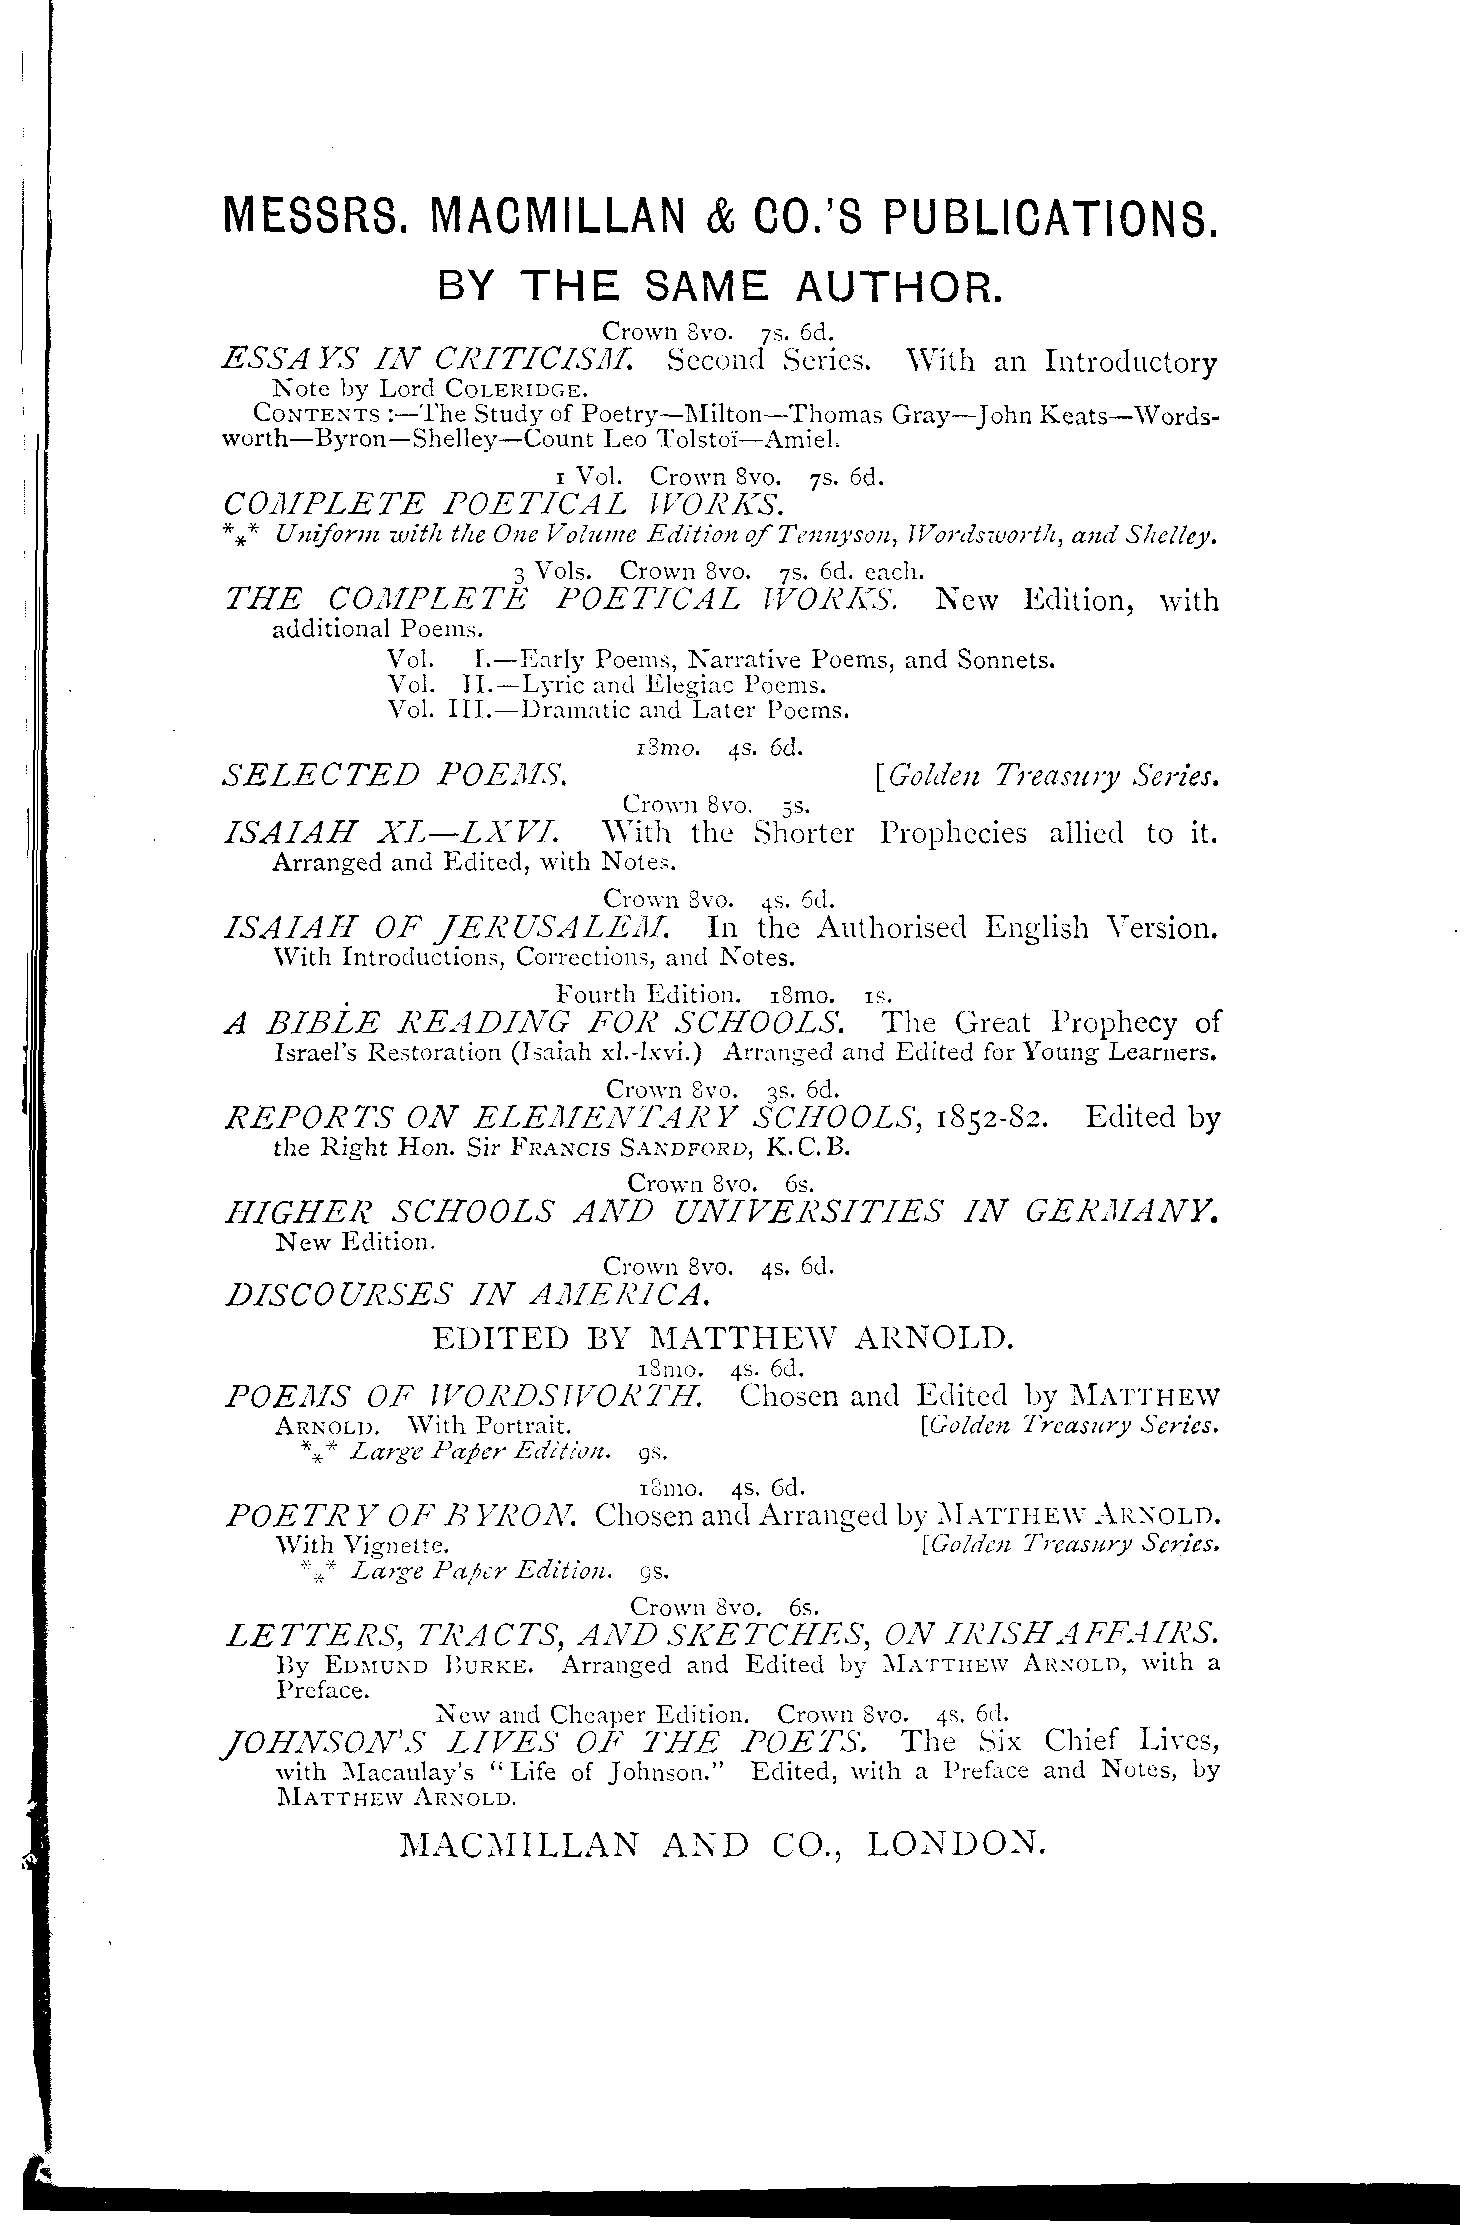 MESSRS. MACMILLAN & CO.'S PUBLICATIONS.
BY THE SAME AUTHOR.
Crown 8vo. 7s. 6d.
ESSAYS IN CRITICISM. Second Series. With an Introductory
Note by Lord COLERIDGE.
CONTENTS :—The Study of Poetry—Milton—Thomas Gray—John Keats—Words-
worth—Byron—Shelley—Count Leo Tolstoï—Amiel.
1 Vol. Crown 8vo. 7s. 6d.
COMPLETE POETICAL WORKS.
*** Uniform with the One Volume Edition of Tennyson, Wordsworth, and Shelley.
3 Vols. Crown 8vo. 7s. 6d. each.
THE COMPLETE POETICAL WORKS. New Edition, with
additional Poems.
Vol. I.—Early Poems, Narrative Poems, and Sonnets.
Vol. II.—Lyric and Elegiac Poems.
Vol. III.—Dramatic and Later Poems.
18mo. 4s. 6d.
SELECTED POEMS. [Golden Treasury Series.
Crown 8vo. 5s.
ISAIAH XL—LXVI. With the Shorter Prophecies allied to it.
Arranged and Edited, with Notes.
Crown 8vo. 4s. 6d.
ISAIAH OF JERUSALEM. In the Authorised English Version.
With Introductions, Corrections, and Notes.
Fourth Edition. 18mo. 1s.
A BIBLE READING FOR SCHOOLS. The Great Prophecy of
Israel's Restoration (Isaiah xl.-lxvi.) Arranged and Edited for Young Learners.
Crown 8vo. 3s. 6d.
REPORTS ON ELEMENTARY SCHOOLS, 1852-82. Edited by
the Right Hon. Sir FRANCIS SANDFORD, K.C.B.
Crown 8vo. 6s.
HIGHER SCHOOLS AND UNIVERSITIES IN GERMANY.
New Edition.
Crown 8vo. 4s. 6d.
DISCOURSES IN AMERICA.
EDITED BY MATTHEW ARNOLD.
18mo. 4s. 6d.
POEMS OF WORDSWORTH. Chosen and Edited by MATTHEW
ARNOLD. With Portrait. [Golden Treasury Series.
*** Large Paper Edition. 9s.
18mo. 4s. 6d.
POETRY OF BYRON. Chosen and Arranged by MATTHEW ARNOLD.
With Vignette. [Golden Treasury Series.
*** Large Paper Edition. 9s.
Crown 8vo. 6s.
LETTERS, TRACTS, AND SKETCHES, ON IRISH AFFAIRS.
By EDMUND BURKE. Arranged and Edited by MATTHEW ARNOLD, with a
Preface.
New and Cheaper Edition. Crown 8vo. 4s. 6d.
JOHNSON'S LIVES OF THE POETS. The Six Chief Lives,
with Macaulay's "Life of Johnson." Edited, with a Preface and Notes, by
MATTHEW ARNOLD.
MACMILLAN AND CO., LONDON.